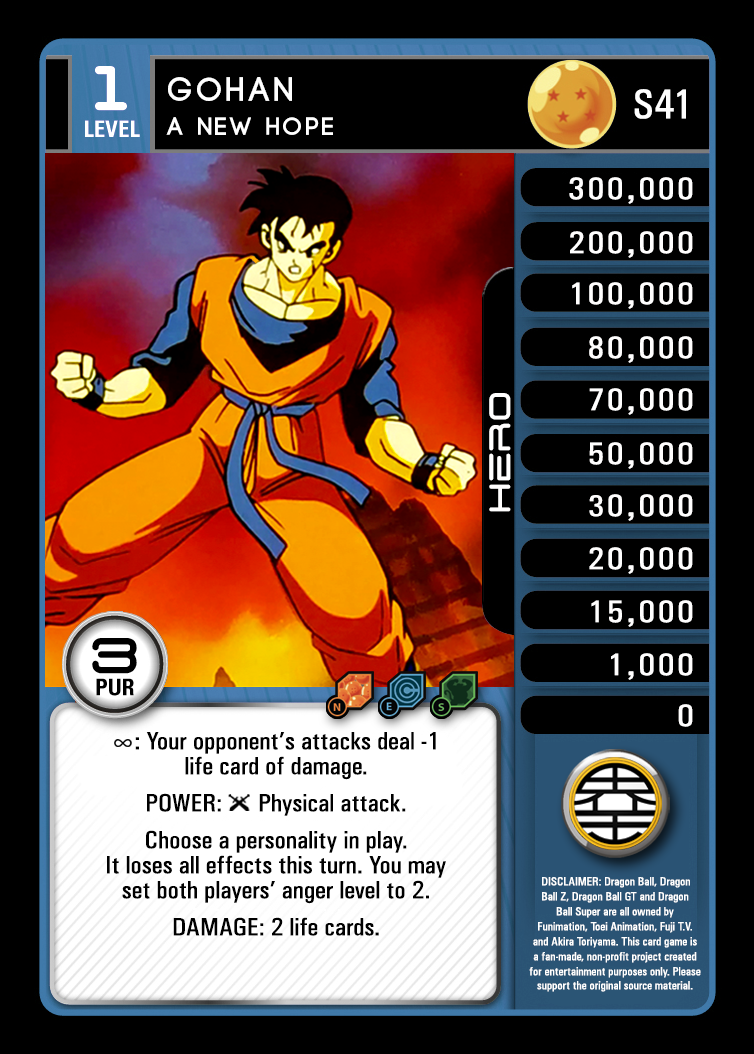 1
LEVEL
GOHAN
A NEW HOPE
S41
300,000
200,000
100,000
80,000
70,000
50,000
30,000
20,000
15,000
1,000
0
HERO
3
PUR
N E S
∞: Your opponent's attacks deal -1
life card of damage.
POWER: Physical attack.
Choose a personality in play.
It loses all effects this turn. You may
set both players' anger level to 2.
DAMAGE: 2 life cards.
DISCLAIMER: Dragon Ball, Dragon
Ball Z, Dragon Ball GT and Dragon
Ball Super are all owned by
Funimation, Toei Animation, Fuji T.V.
and Akira Toriyama. This card game is
a fan-made, non-profit project created
for entertainment purposes only. Please
support the original source material.